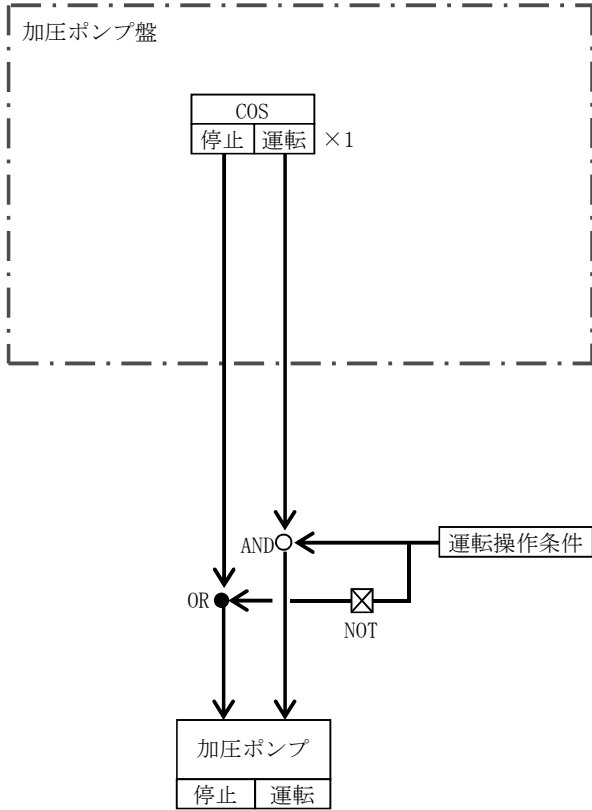 加圧ポンプ盤
COS
停止 運転 ×1
AND
運転操作条件
OR
NOT
加圧ポンプ
停止 運転